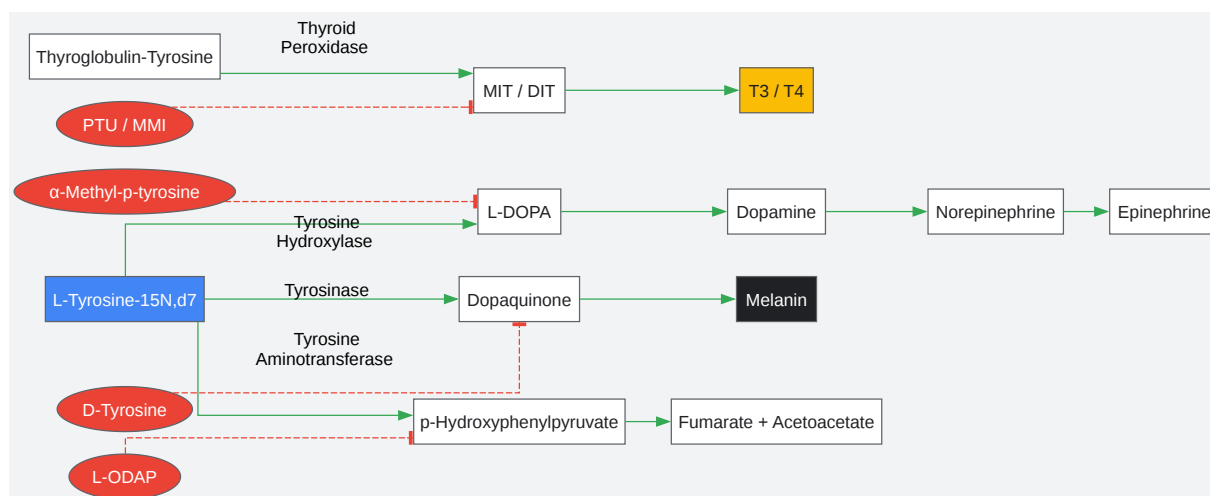 Thyroid
Peroxidase
Thyroglobulin-Tyrosine
MIT / DIT
T3 / T4
PTU / MMI
α-Methyl-p-tyrosine
L-DOPA
Dopamine
Norepinephrine
Epinephrine
Tyrosine
Hydroxylase
L-Tyrosine-15N,d7
Tyrosinase
Dopaquinone
Melanin
Tyrosine
Aminotransferase
D-Tyrosine
p-Hydroxyphenylpyruvate
Fumarate + Acetoacetate
L-ODAP